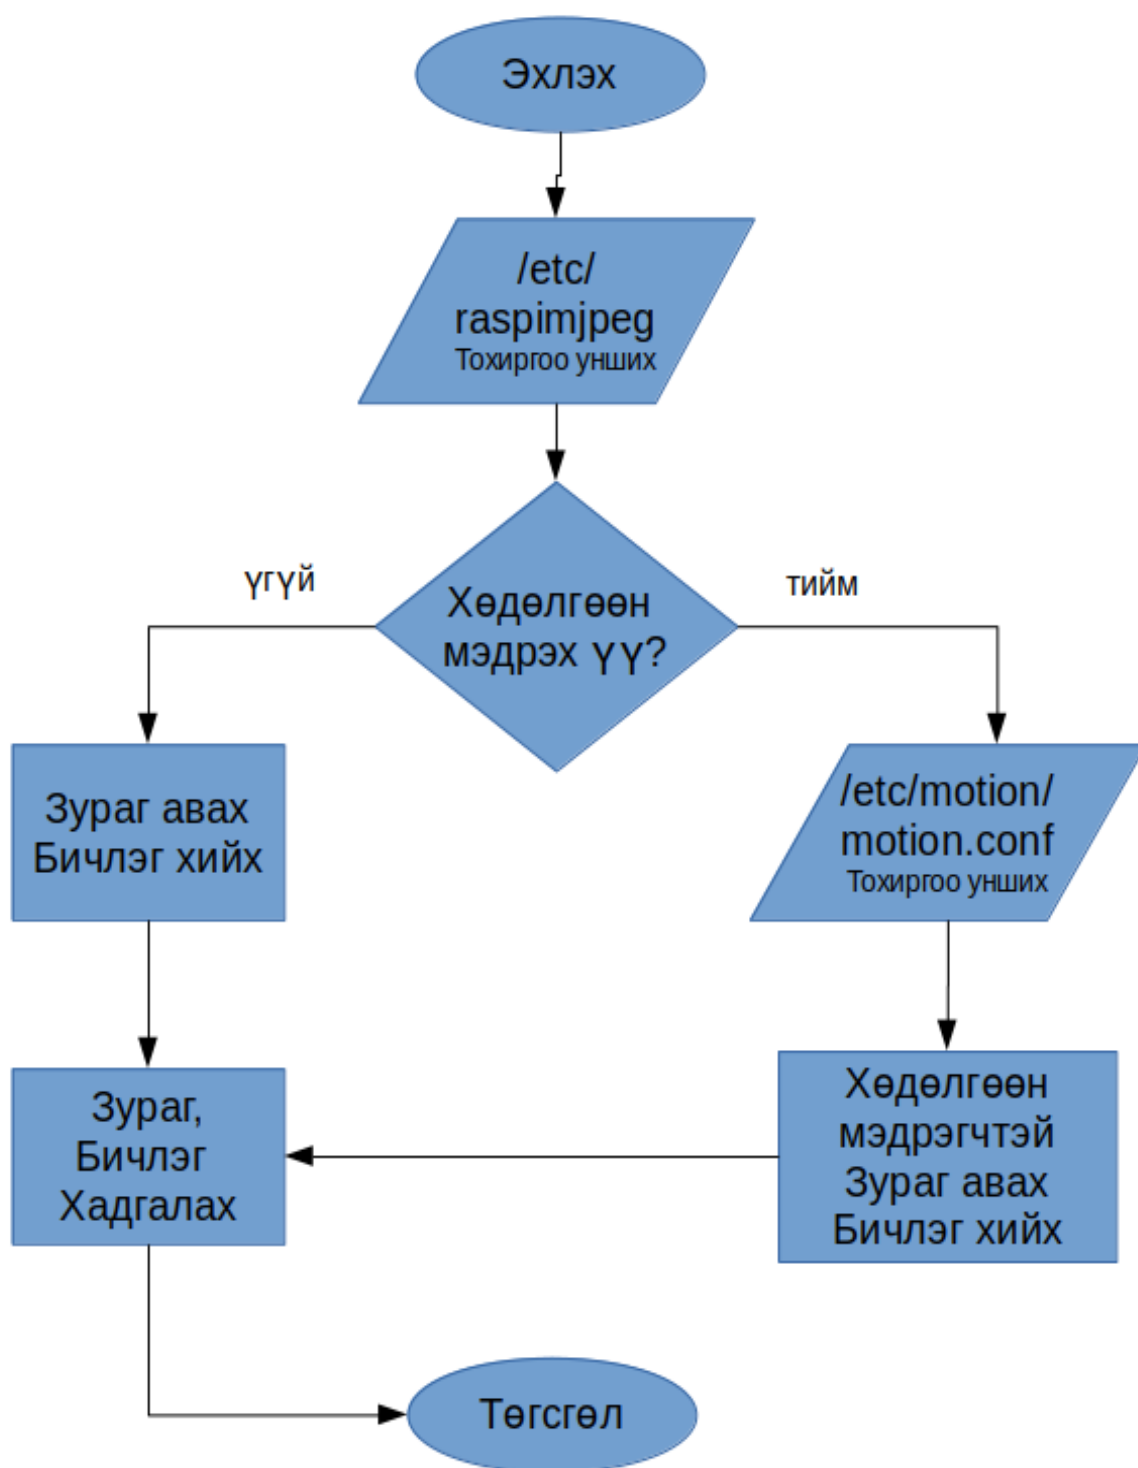 Эхлэх
/etc/
raspimjpeg
Тохиргоо унших
үгүй
тийм
Хөдөлгөөн
мэдрэх үү?
Зураг авах
Бичлэг хийх
/etc/motion/
motion.conf
Тохиргоо унших
Зураг,
Бичлэг
Хадгалах
Хөдөлгөөн
мэдрэгчтэй
Зураг авах
Бичлэг хийх
Төгсгөл